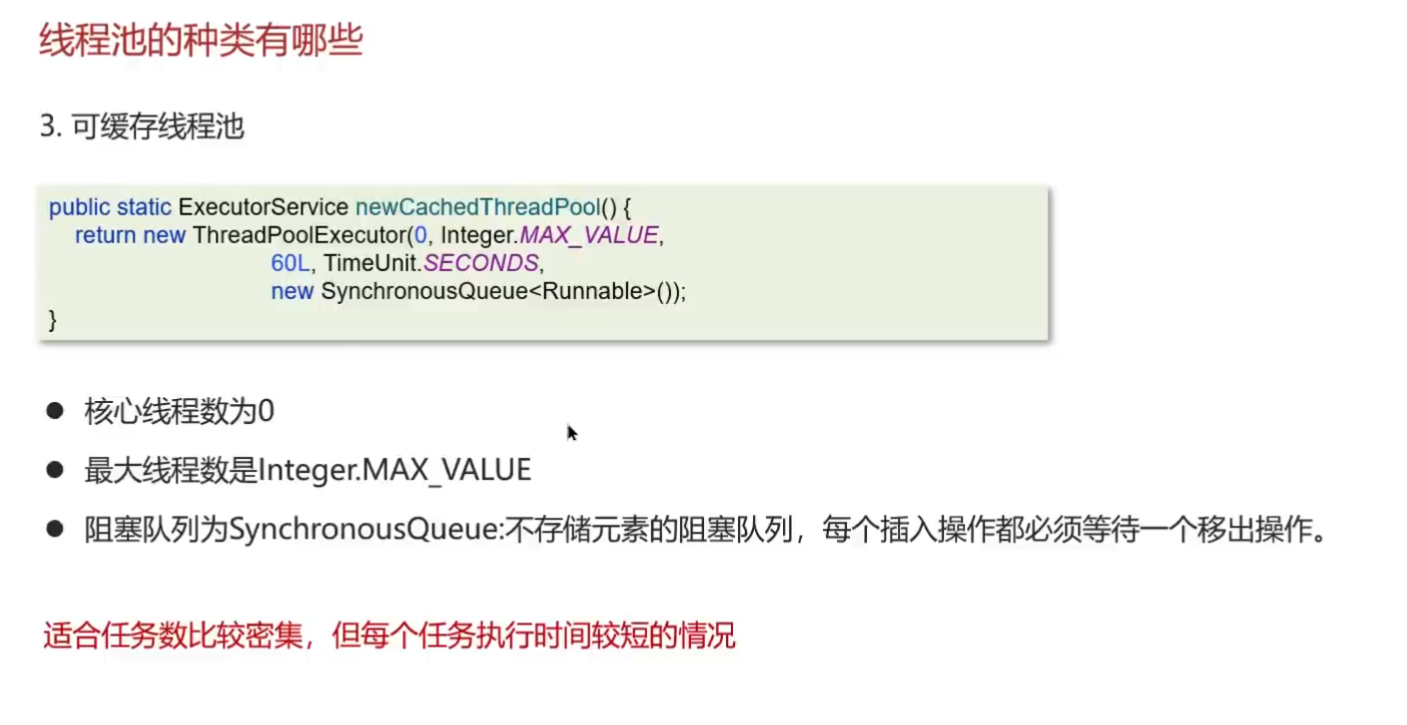 线程池的种类有哪些
3. 可缓存线程池
public static ExecutorService newCachedThreadPool() {
return new ThreadPoolExecutor(0, Integer.MAX_VALUE,
60L, TimeUnit.SECONDS,
new SynchronousQueue<Runnable>());
}
● 核心线程数为0
● 最大线程数是Integer.MAX_VALUE
● 阻塞队列为SynchronousQueue:不存储元素的阻塞队列，每个插入操作都必须等待一个移出操作。
适合任务数比较密集，但每个任务执行时间较短的情况